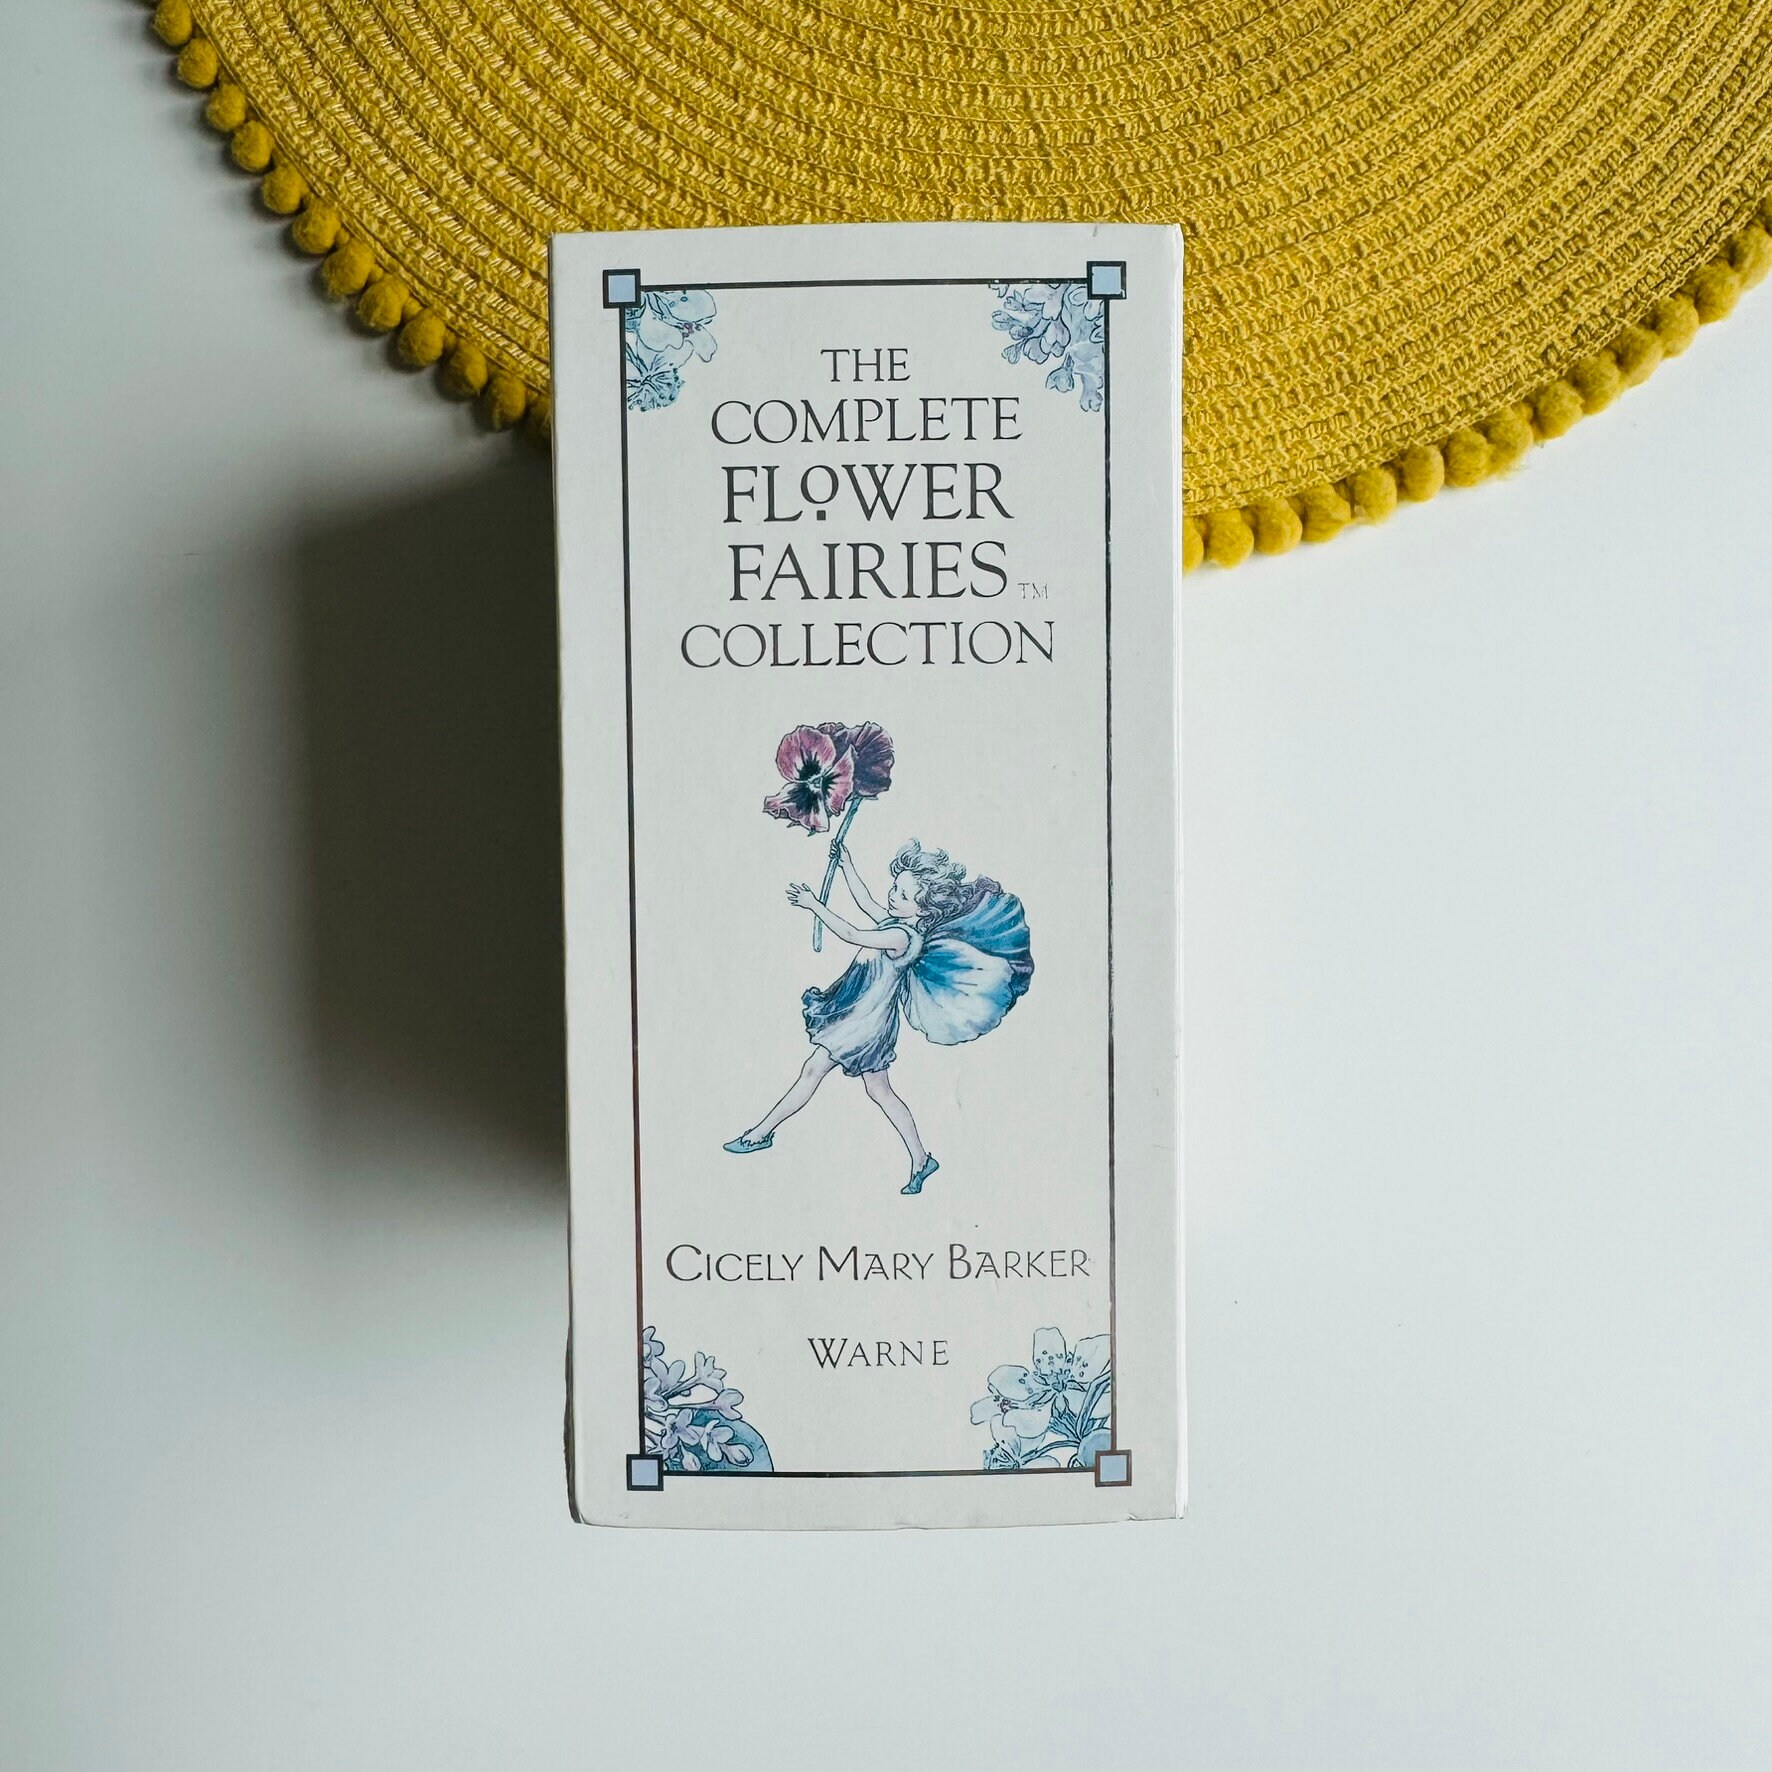 THE
COMPLETE
FLOWER
FAIRIES™
COLLECTION
CICELY MARY BARKER
WARNE